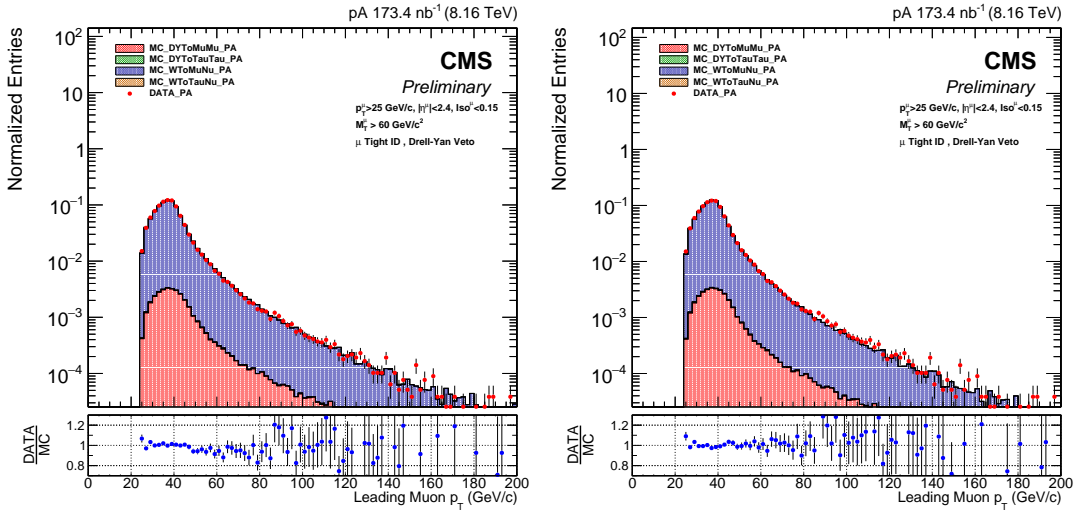 pA 173.4 nb⁻¹ (8.16 TeV)
Normalized Entries
10²
10
1
10⁻¹
10⁻²
10⁻³
10⁻⁴
MC_DYToMuMu_PA
MC_DYToTauTau_PA
MC_WToMuNu_PA
MC_WToTauNu_PA
DATA_PA
CMS
Preliminary
p_T^μ>25 GeV/c, |η^μ|<2.4, Iso^μ<0.15
M_T^μ > 60 GeV/c²
μ Tight ID , Drell-Yan Veto
DATA
MC
1.2
1
0.8
0 20 40 60 80 100 120 140 160 180 200
Leading Muon p_T (GeV/c)
pA 173.4 nb⁻¹ (8.16 TeV)
Normalized Entries
10²
10
1
10⁻¹
10⁻²
10⁻³
10⁻⁴
MC_DYToMuMu_PA
MC_DYToTauTau_PA
MC_WToMuNu_PA
MC_WToTauNu_PA
DATA_PA
CMS
Preliminary
p_T^μ>25 GeV/c, |η^μ|<2.4, Iso^μ<0.15
M_T^μ > 60 GeV/c²
μ Tight ID , Drell-Yan Veto
DATA
MC
1.2
1
0.8
0 20 40 60 80 100 120 140 160 180 200
Leading Muon p_T (GeV/c)